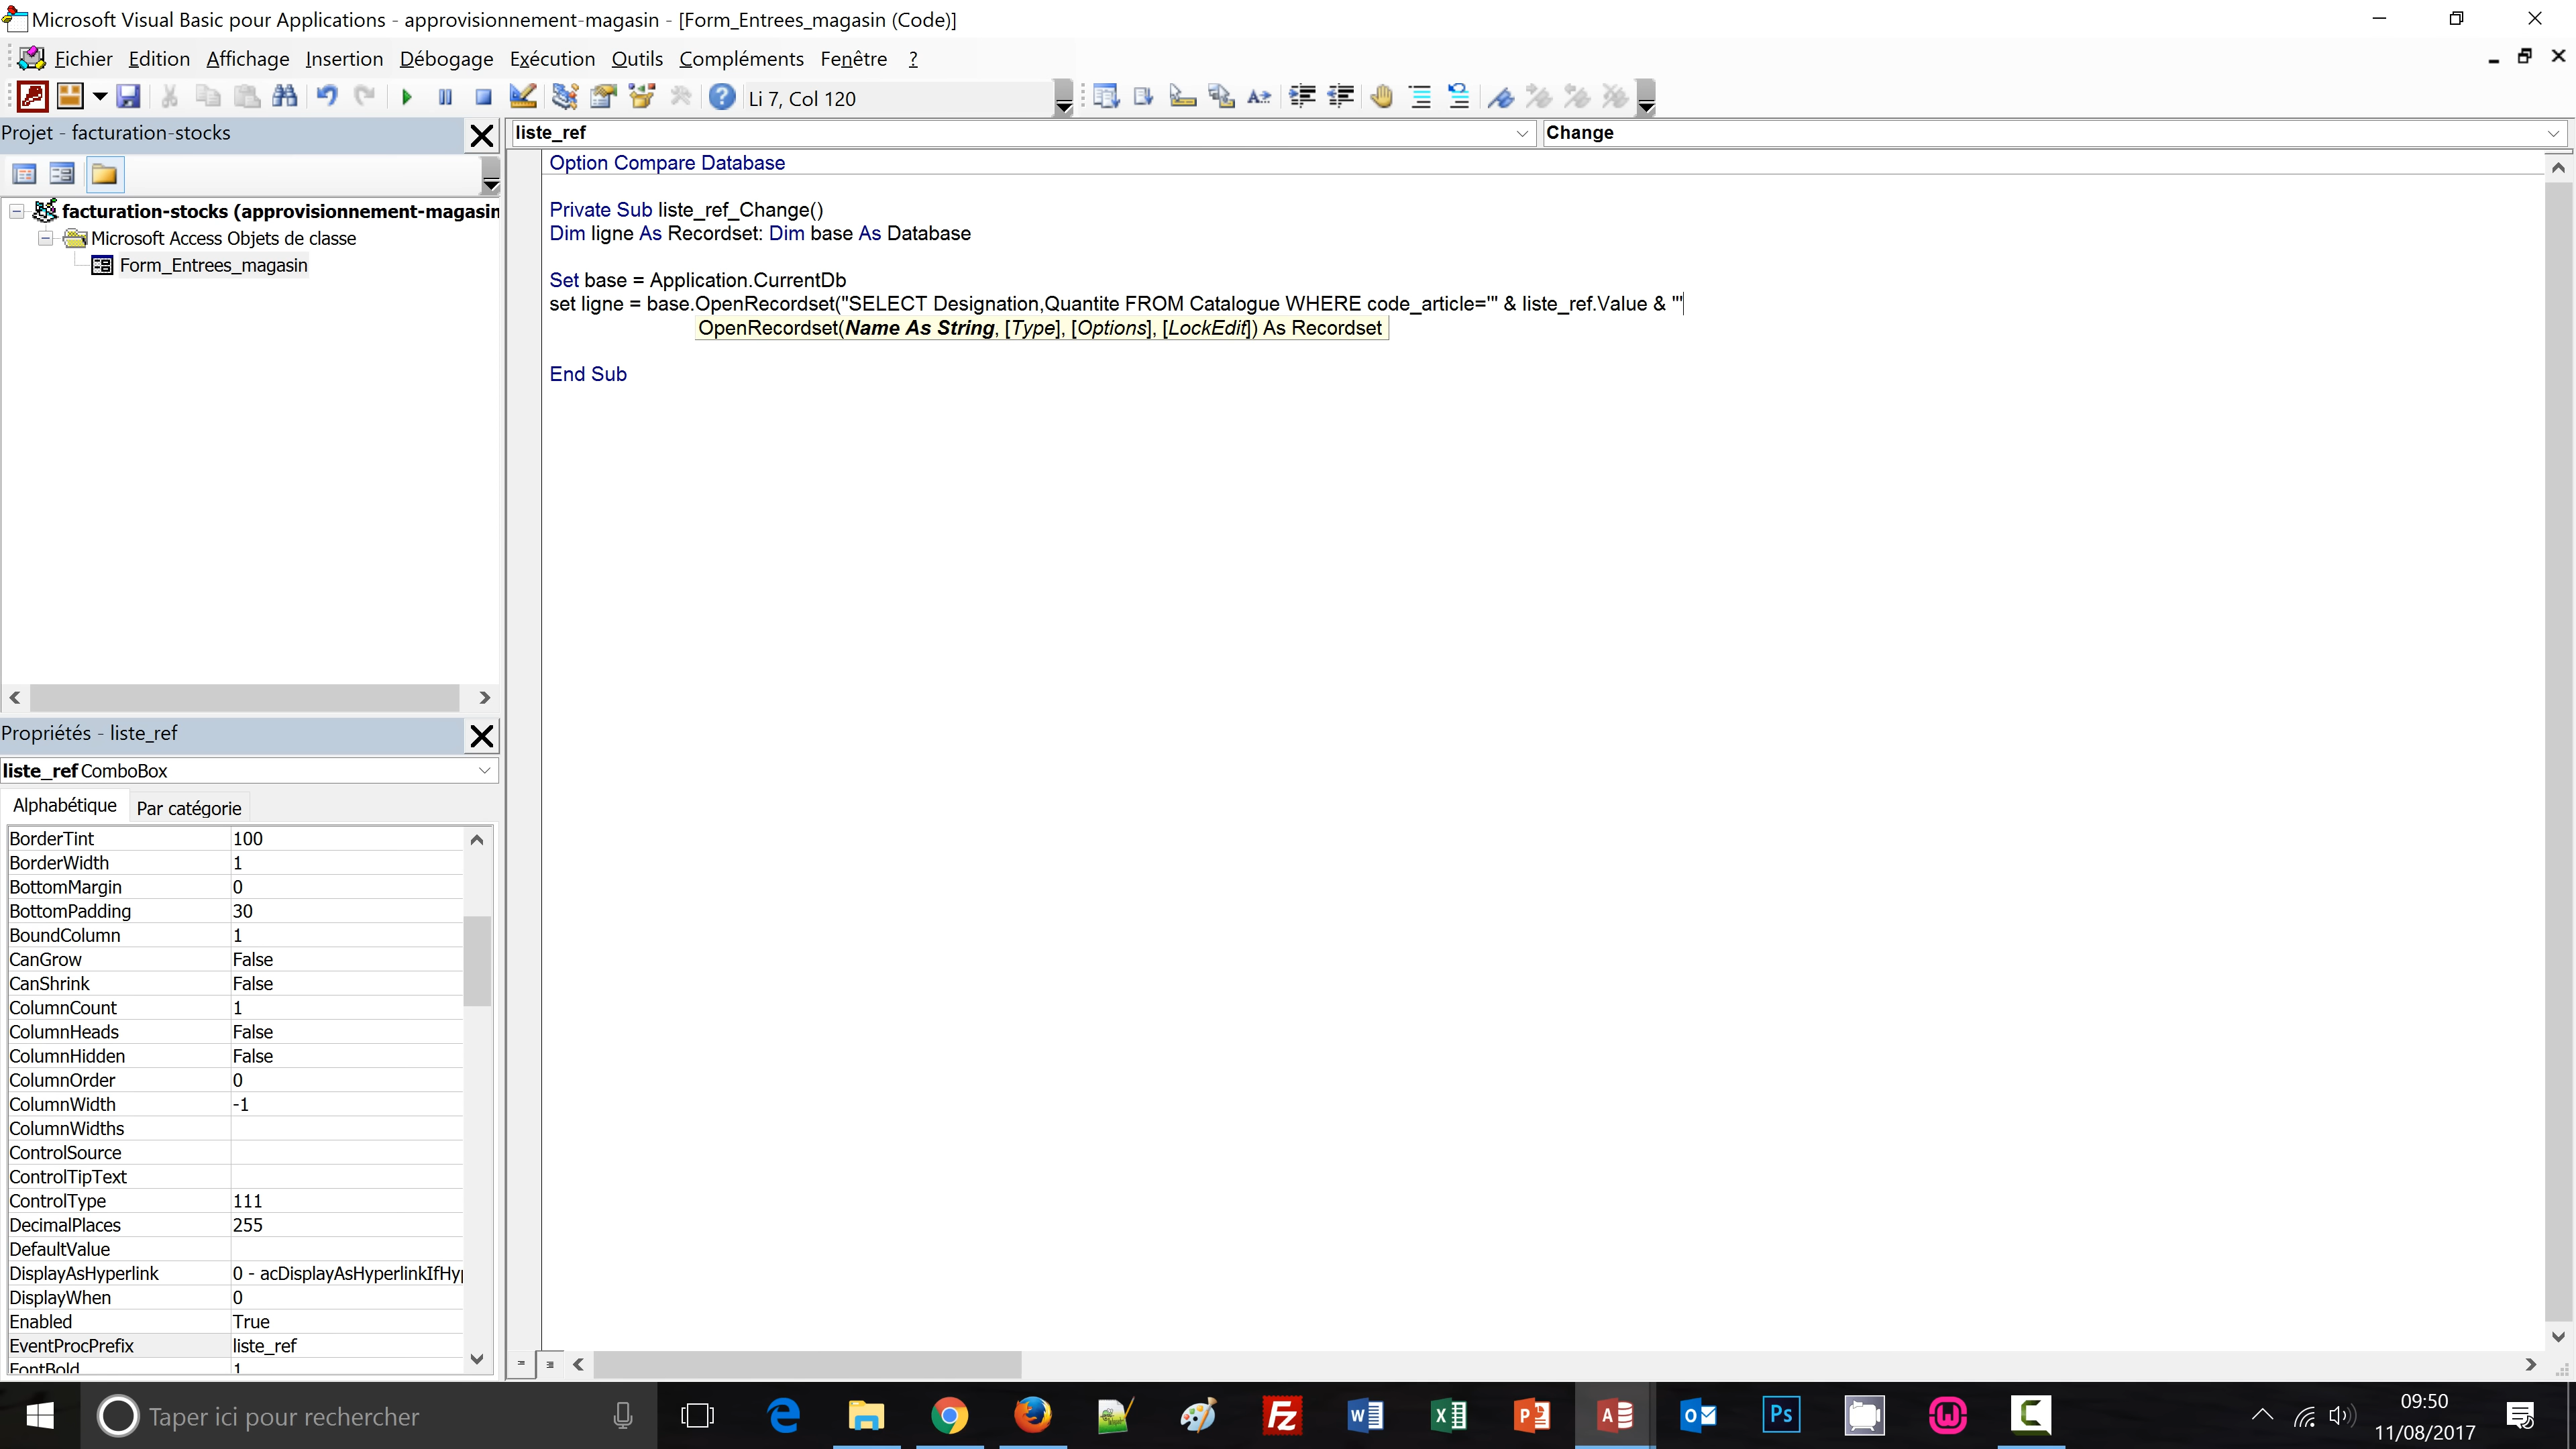 Microsoft Visual Basic pour Applications - approvisionnement-magasin - [Form_Entrees_magasin (Code)]
Fichier Edition Affichage Insertion Débogage Exécution Outils Compléments Fenêtre ?
Li 7, Col 120
Projet - facturation-stocks
facturation-stocks (approvisionnement-magasin
Microsoft Access Objets de classe
Form_Entrees_magasin
liste_ref
Change
Option Compare Database
Private Sub liste_ref_Change()
Dim ligne As Recordset: Dim base As Database
Set base = Application.CurrentDb
set ligne = base.OpenRecordset("SELECT Designation,Quantite FROM Catalogue WHERE code_article='" & liste_ref.Value & "'
OpenRecordset(Name As String, [Type], [Options], [LockEdit]) As Recordset
End Sub
Propriétés - liste_ref
liste_ref ComboBox
Alphabétique Par catégorie
BorderTint 100
BorderWidth 1
BottomMargin 0
BottomPadding 30
BoundColumn 1
CanGrow False
CanShrink False
ColumnCount 1
ColumnHeads False
ColumnHidden False
ColumnOrder 0
ColumnWidth -1
ColumnWidths
ControlSource
ControlTipText
ControlType 111
DecimalPlaces 255
DefaultValue
DisplayAsHyperlink 0 - acDisplayAsHyperlinkIfHyp
DisplayWhen 0
Enabled True
EventProcPrefix liste_ref
FontBold 1
Taper ici pour rechercher
09:50
11/08/2017